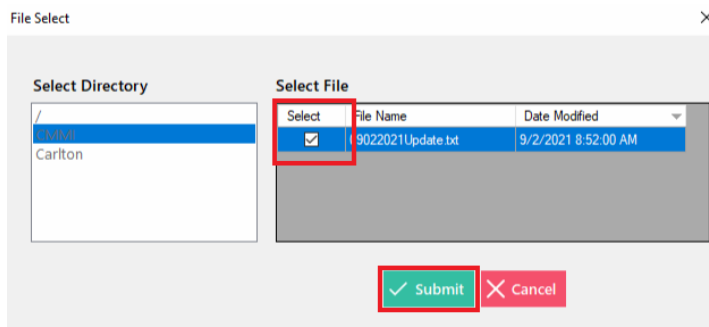 File Select
Select Directory
Select File
/
CMMI
Carlton
Select File Name Date Modified
09022021Update.txt 9/2/2021 8:52:00 AM
Submit Cancel